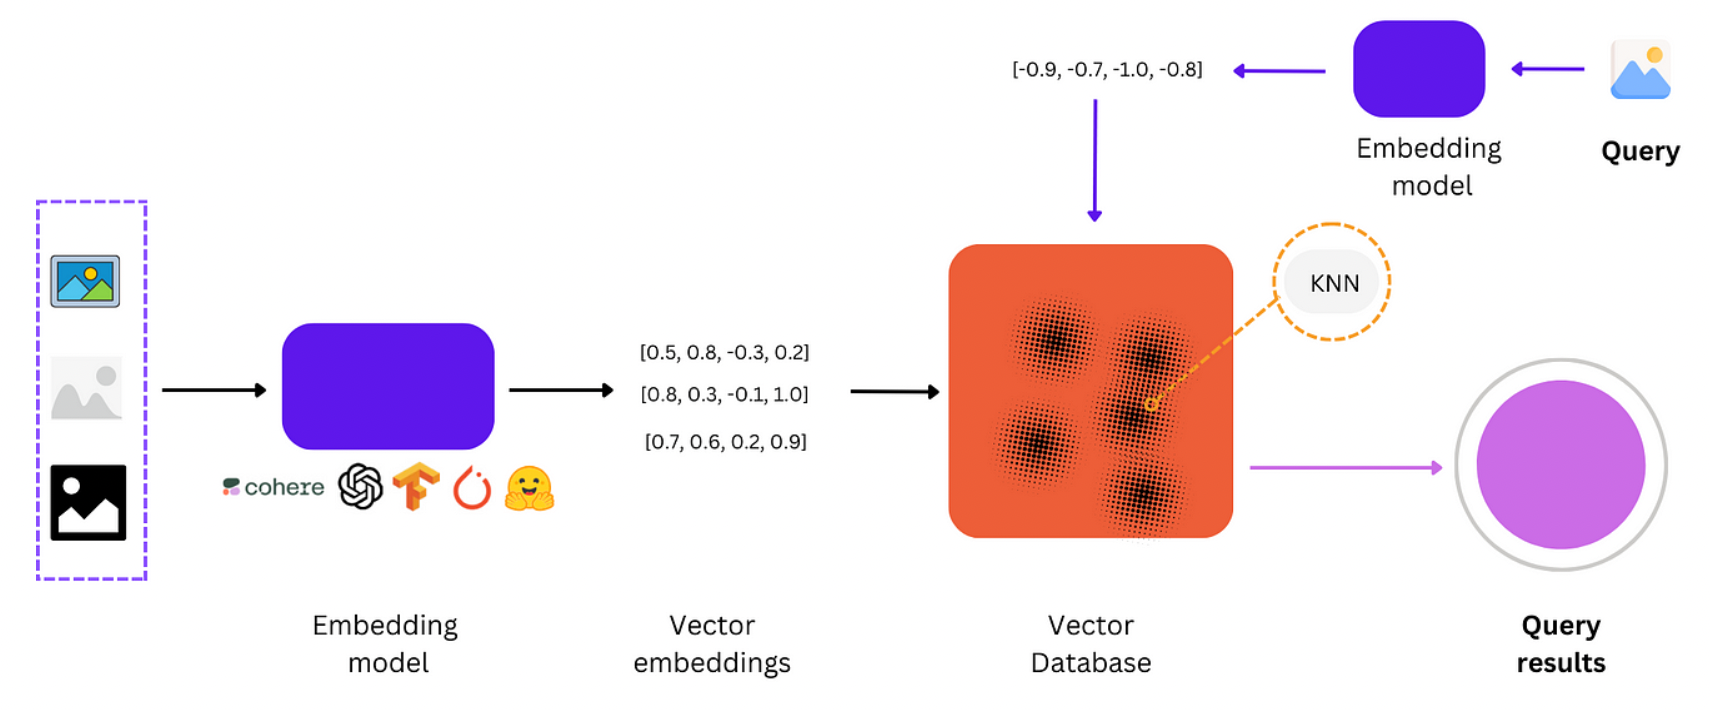 [-0.9, -0.7, -1.0, -0.8]
Embedding
model
Query
KNN
[0.5, 0.8, -0.3, 0.2]
[0.8, 0.3, -0.1, 1.0]
[0.7, 0.6, 0.2, 0.9]
cohere
Embedding
model
Vector
embeddings
Vector
Database
Query
results